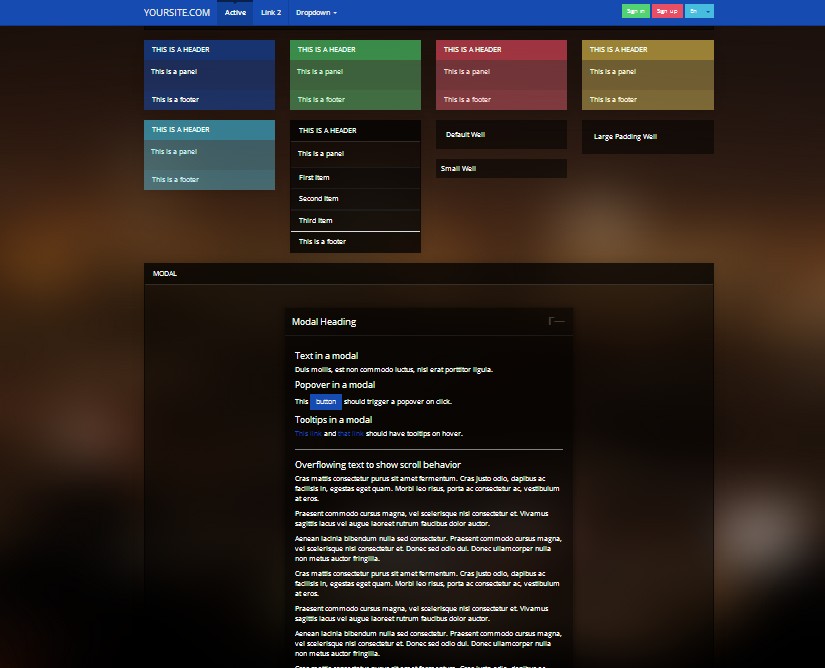 YOURSITE.COM Active Link 2 Dropdown Sign in Sign up En
THIS IS A HEADER THIS IS A HEADER THIS IS A HEADER THIS IS A HEADER
This is a panel This is a panel This is a panel This is a panel
This is a footer This is a footer This is a footer This is a footer
THIS IS A HEADER
This is a panel
This is a footer
THIS IS A HEADER
This is a panel
First Item
Second Item
Third Item
This is a footer
Default Well
Small Well
Large Padding Well
MODAL
Modal Heading
Text in a modal
Duis mollis, est non commodo luctus, nisi erat porttitor ligula.
Popover in a modal
This button should trigger a popover on click.
Tooltips in a modal
This link and that link should have tooltips on hover.
Overflowing text to show scroll behavior
Cras mattis consectetur purus sit amet fermentum. Cras justo odio, dapibus ac
facilisis in, egestas eget quam. Morbi leo risus, porta ac consectetur ac, vestibulum
at eros.
Praesent commodo cursus magna, vel scelerisque nisl consectetur et. Vivamus
sagittis lacus vel augue laoreet rutrum faucibus dolor auctor.
Aenean lacinia bibendum nulla sed consectetur. Praesent commodo cursus magna,
vel scelerisque nisl consectetur et. Donec sed odio dui. Donec ullamcorper nulla
non metus auctor fringilla.
Cras mattis consectetur purus sit amet fermentum. Cras justo odio, dapibus ac
facilisis in, egestas eget quam. Morbi leo risus, porta ac consectetur ac, vestibulum
at eros.
Praesent commodo cursus magna, vel scelerisque nisl consectetur et. Vivamus
sagittis lacus vel augue laoreet rutrum faucibus dolor auctor.
Aenean lacinia bibendum nulla sed consectetur. Praesent commodo cursus magna,
vel scelerisque nisl consectetur et. Donec sed odio dui. Donec ullamcorper nulla
non metus auctor fringilla.